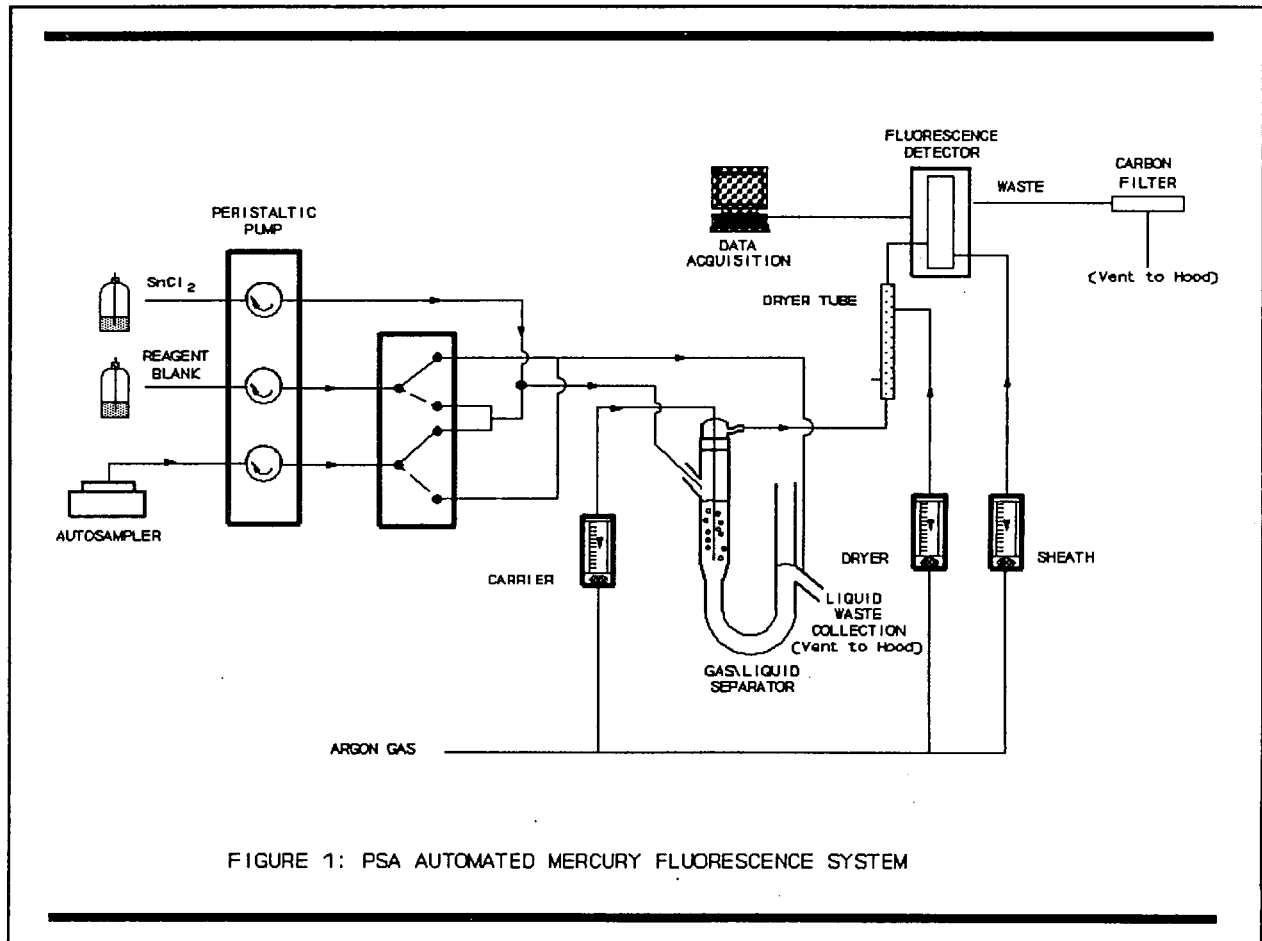 FLUORESCENCE
DETECTOR
CARBON
FILTER
WASTE
PERISTALTIC
PUMP
DATA
ACQUISITION
SnCl₂
(Vent to Hood)
DRYER TUBE
REAGENT
BLANK
AUTOSAMPLER
CARRIER
DRYER
SHEATH
LIQUID
WASTE
COLLECTION
(Vent to Hood)
GAS\LIQUID
SEPARATOR
ARGON GAS
FIGURE 1: PSA AUTOMATED MERCURY FLUORESCENCE SYSTEM